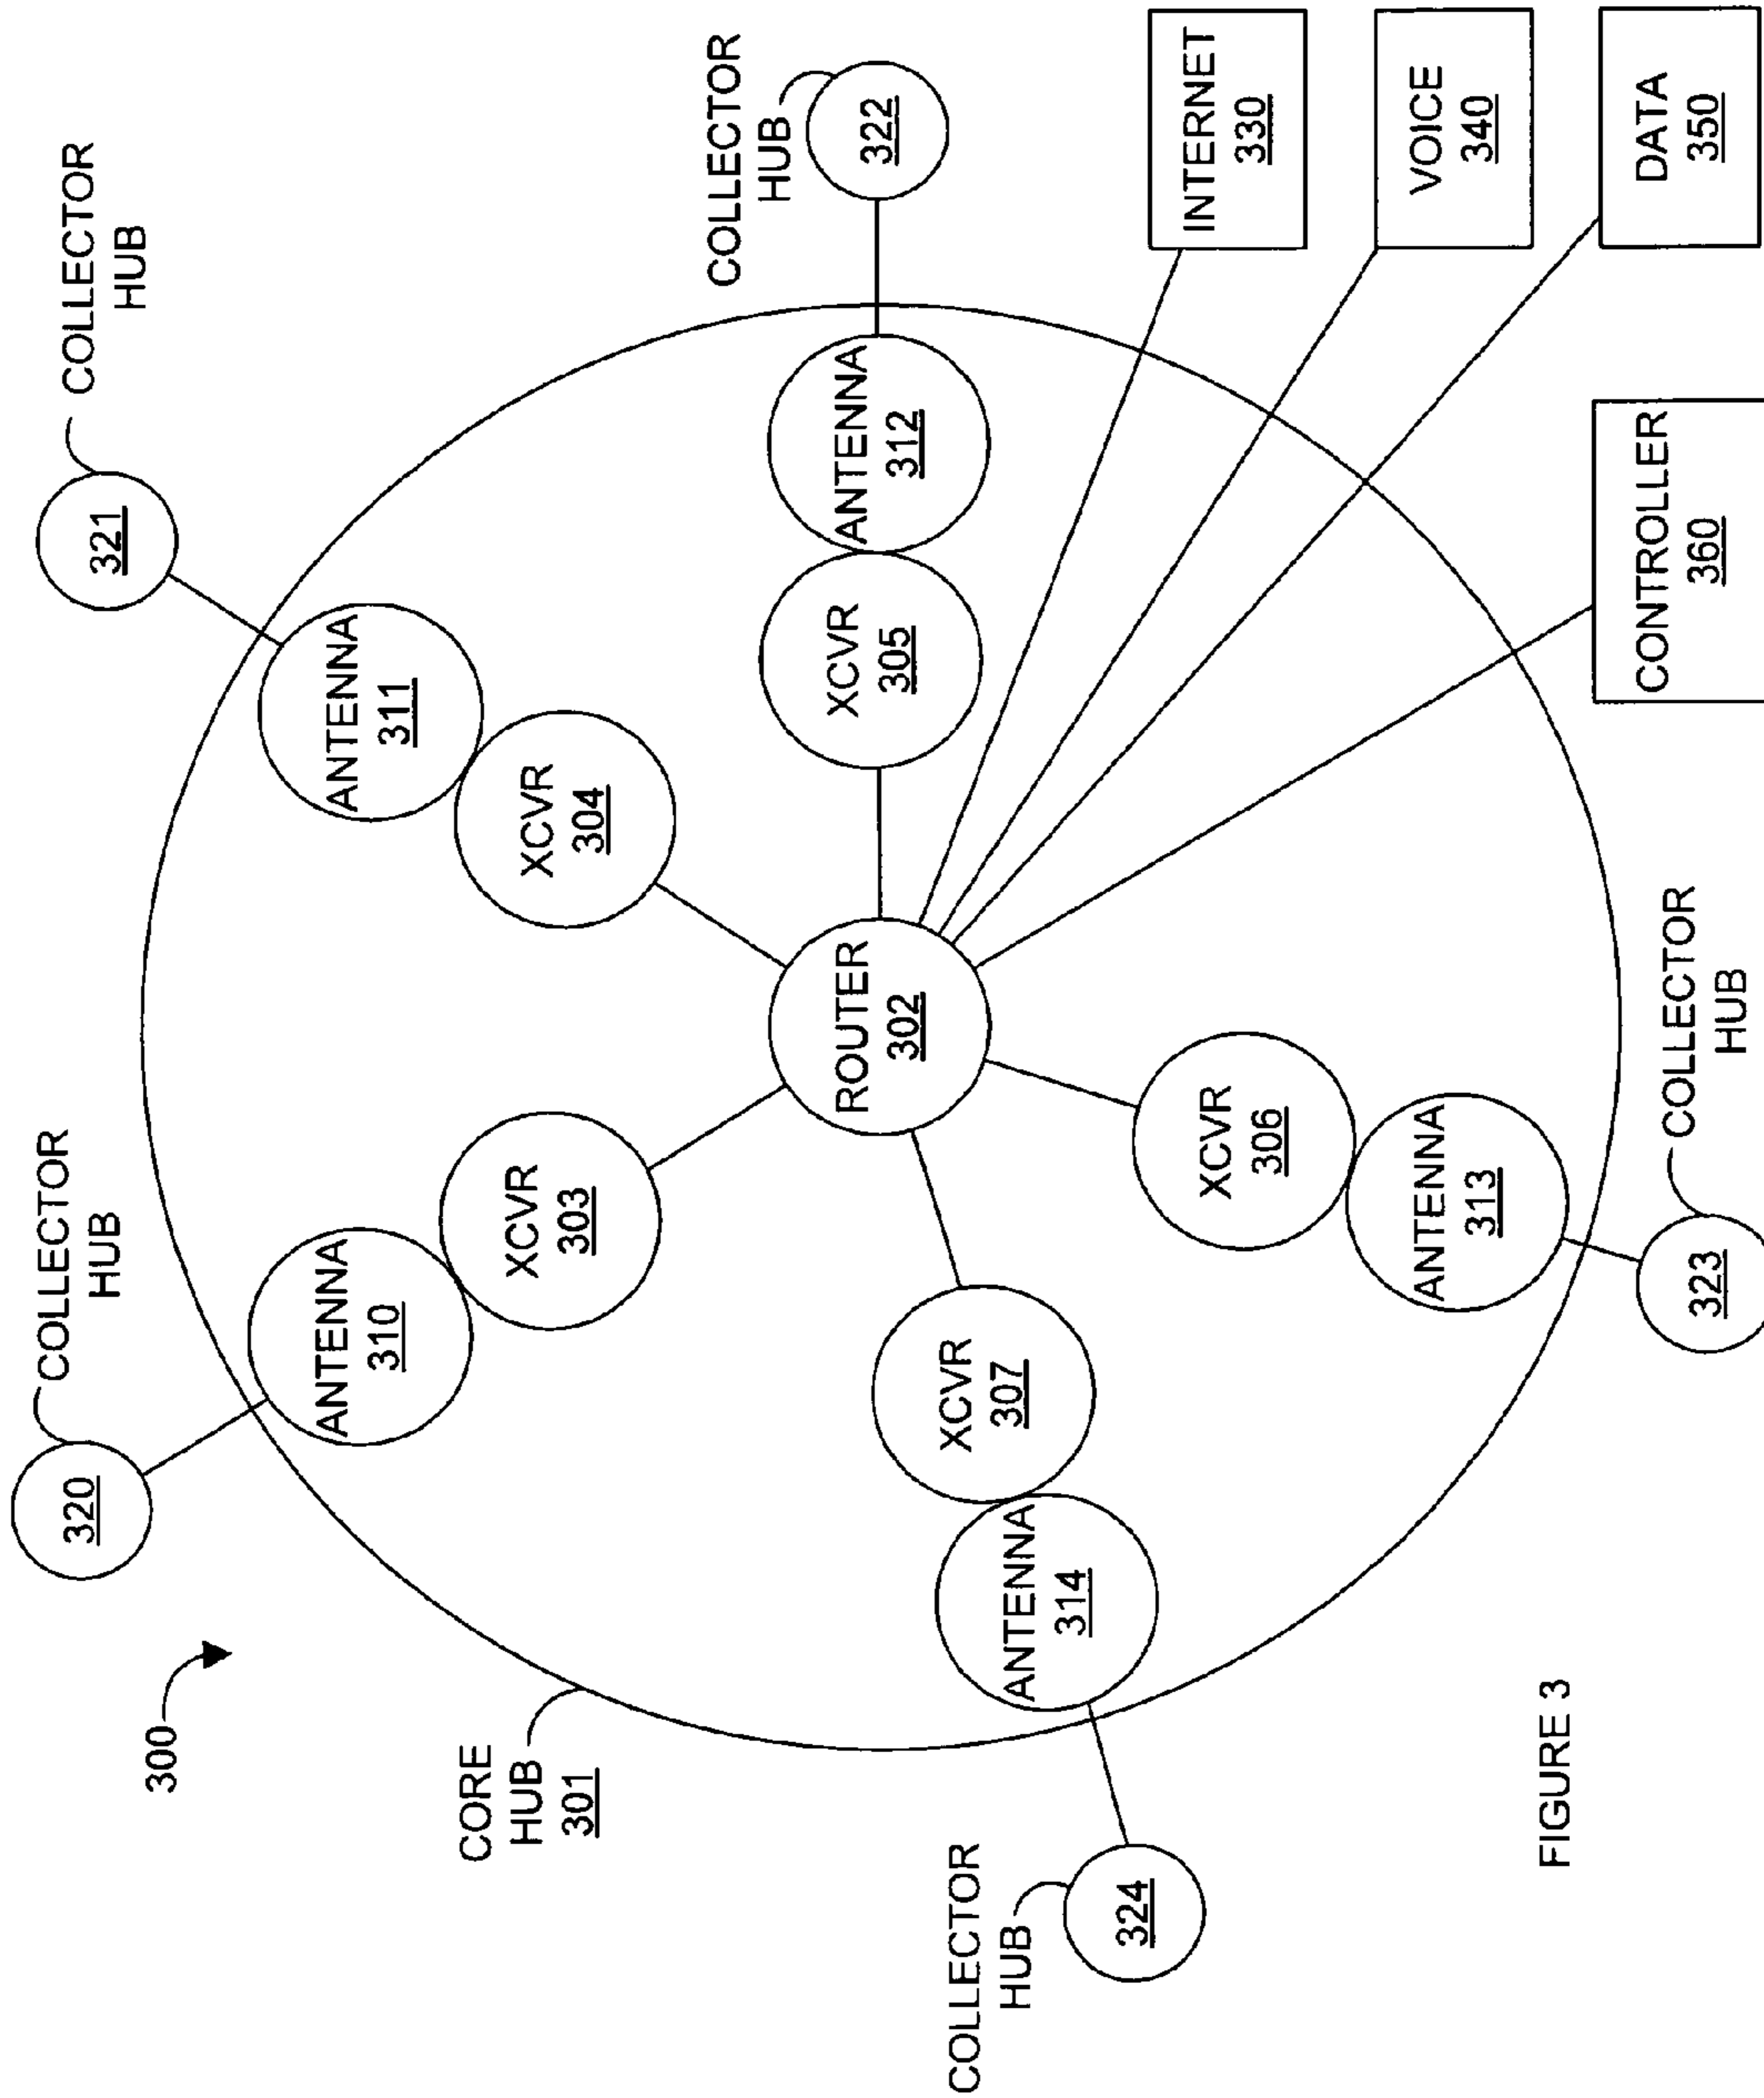 300
CORE
HUB
301
COLLECTOR
HUB
320
COLLECTOR
HUB
321
COLLECTOR
HUB
322
COLLECTOR
HUB
323
COLLECTOR
HUB
324
ANTENNA
310
XCVR
303
ANTENNA
311
XCVR
304
ROUTER
302
XCVR
305
ANTENNA
312
XCVR
307
ANTENNA
314
XCVR
306
ANTENNA
313
INTERNET
330
VOICE
340
DATA
350
CONTROLLER
360
FIGURE 3